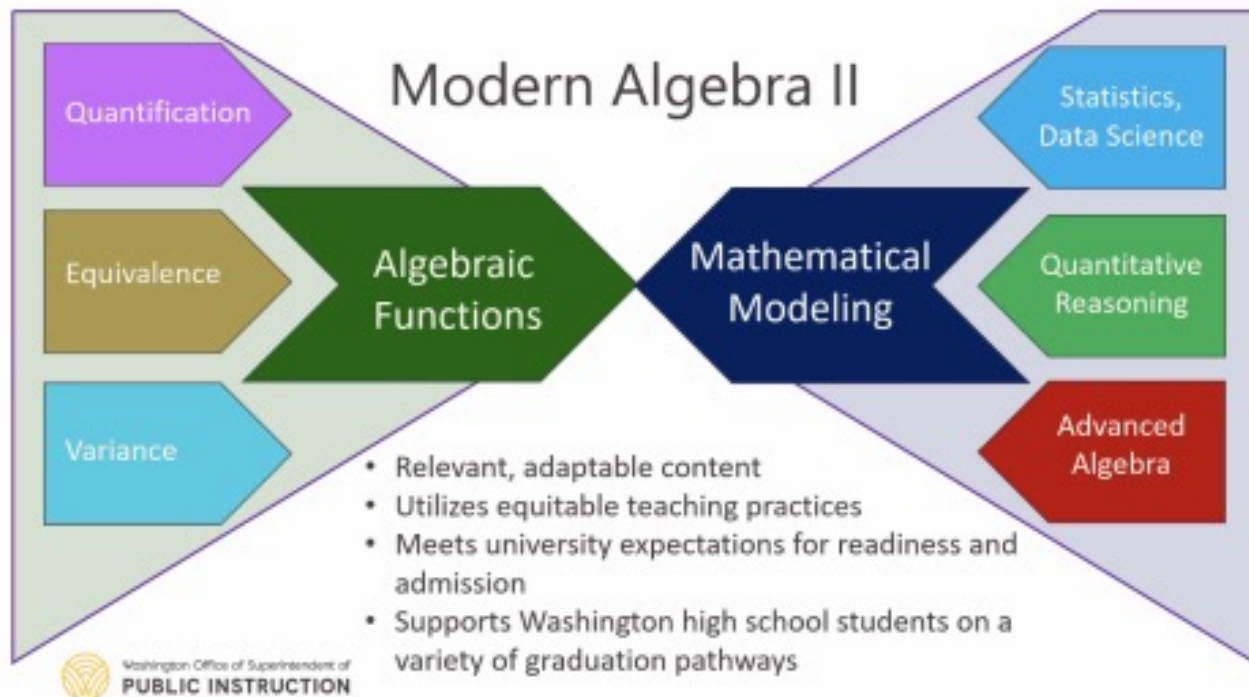 Modern Algebra II
Quantification
Equivalence
Variance
Algebraic
Functions
Mathematical
Modeling
Statistics,
Data Science
Quantitative
Reasoning
Advanced
Algebra
• Relevant, adaptable content
• Utilizes equitable teaching practices
• Meets university expectations for readiness and
admission
• Supports Washington high school students on a
variety of graduation pathways
Washington Office of Superintendent of
PUBLIC INSTRUCTION